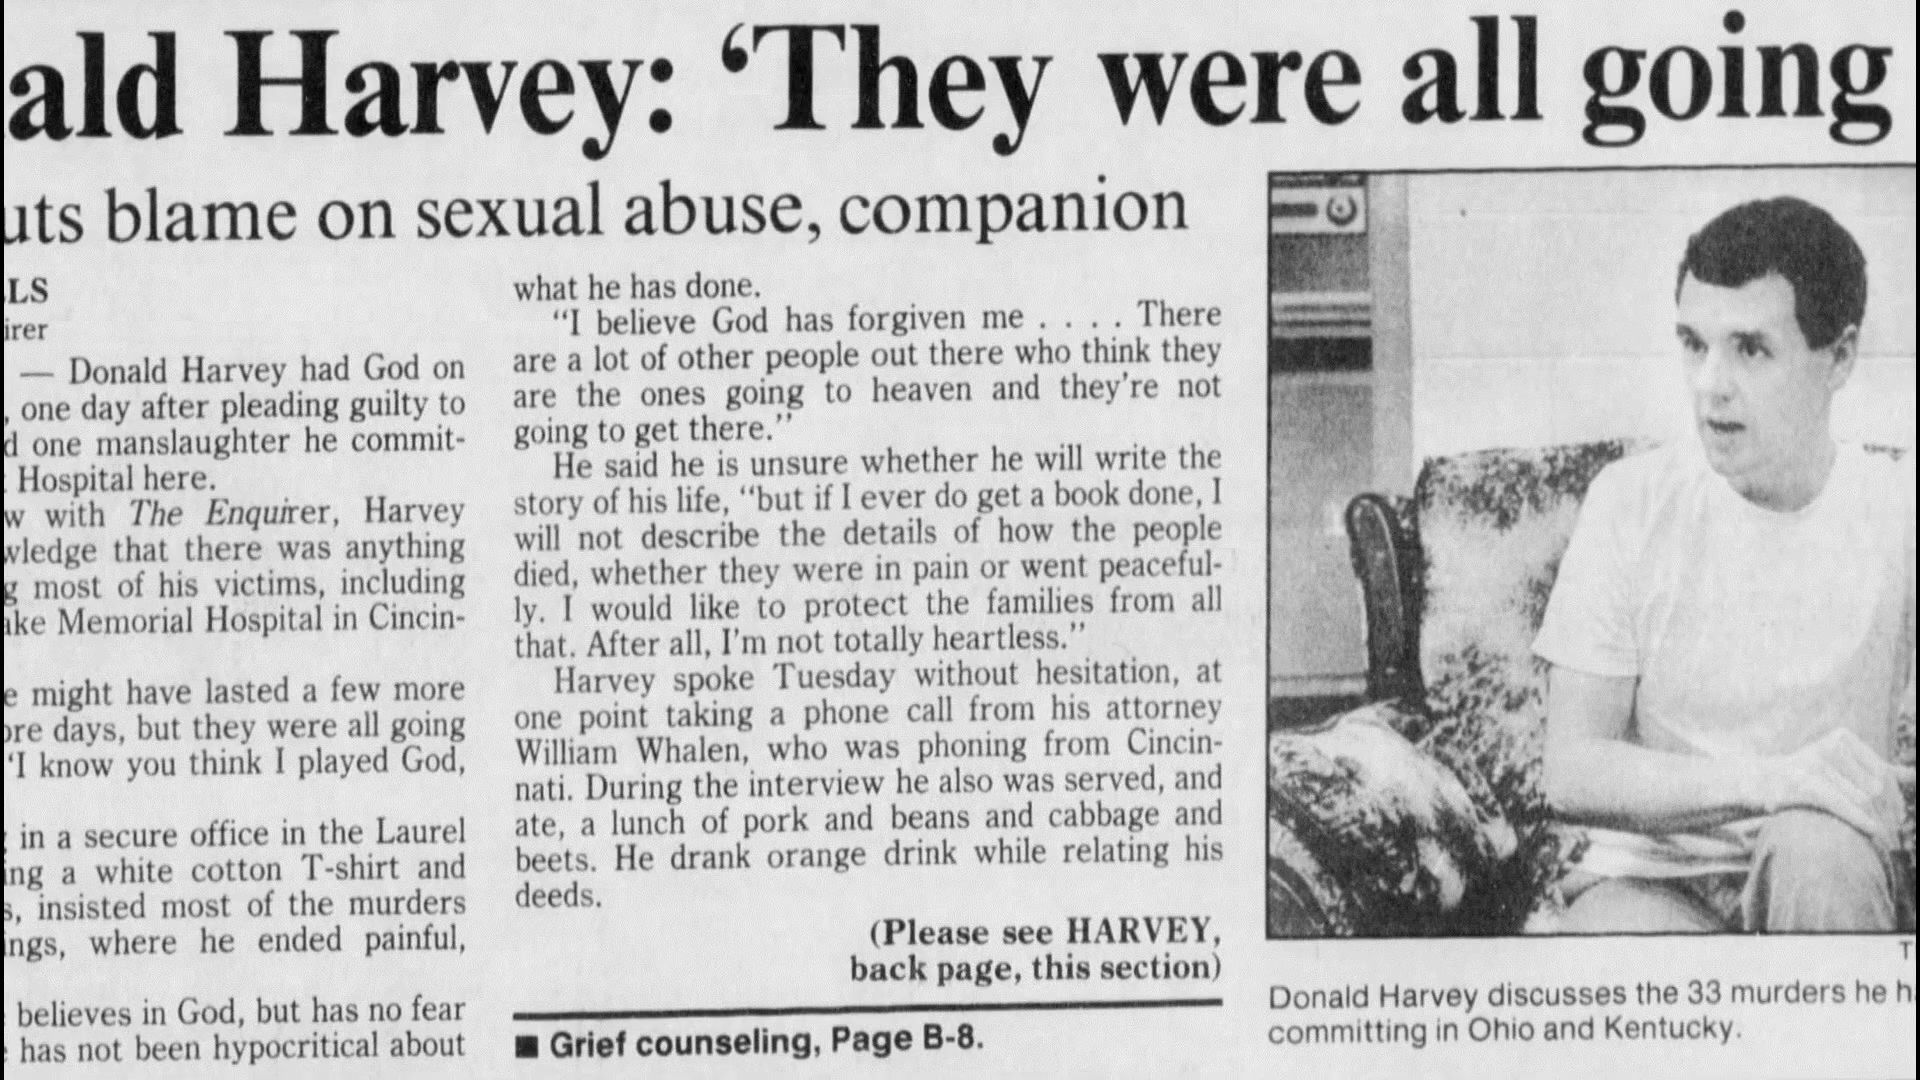 ald Harvey: ‘They were all going
uts blame on sexual abuse, companion
LS
irer
— Donald Harvey had God on
, one day after pleading guilty to
d one manslaughter he commit-
Hospital here.
w with The Enquirer, Harvey
wledge that there was anything
g most of his victims, including
ake Memorial Hospital in Cincin-
e might have lasted a few more
ore days, but they were all going
‘I know you think I played God,
in a secure office in the Laurel
ing a white cotton T-shirt and
s, insisted most of the murders
ings, where he ended painful,
believes in God, but has no fear
has not been hypocritical about
what he has done.
“I believe God has forgiven me . . . . There
are a lot of other people out there who think they
are the ones going to heaven and they’re not
going to get there.”
He said he is unsure whether he will write the
story of his life, “but if I ever do get a book done, I
will not describe the details of how the people
died, whether they were in pain or went peaceful-
ly. I would like to protect the families from all
that. After all, I’m not totally heartless.”
Harvey spoke Tuesday without hesitation, at
one point taking a phone call from his attorney
William Whalen, who was phoning from Cincin-
nati. During the interview he also was served, and
ate, a lunch of pork and beans and cabbage and
beets. He drank orange drink while relating his
deeds.
(Please see HARVEY,
back page, this section)
■ Grief counseling, Page B-8.
T
Donald Harvey discusses the 33 murders he h
committing in Ohio and Kentucky.